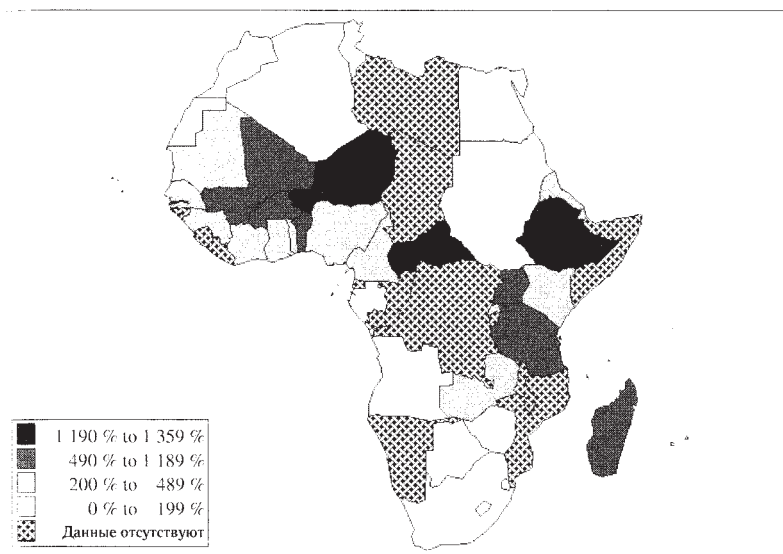 1 190 % to 1 359 %
490 % to 1 189 %
200 % to 489 %
0 % to 199 %
Данные отсутствуют